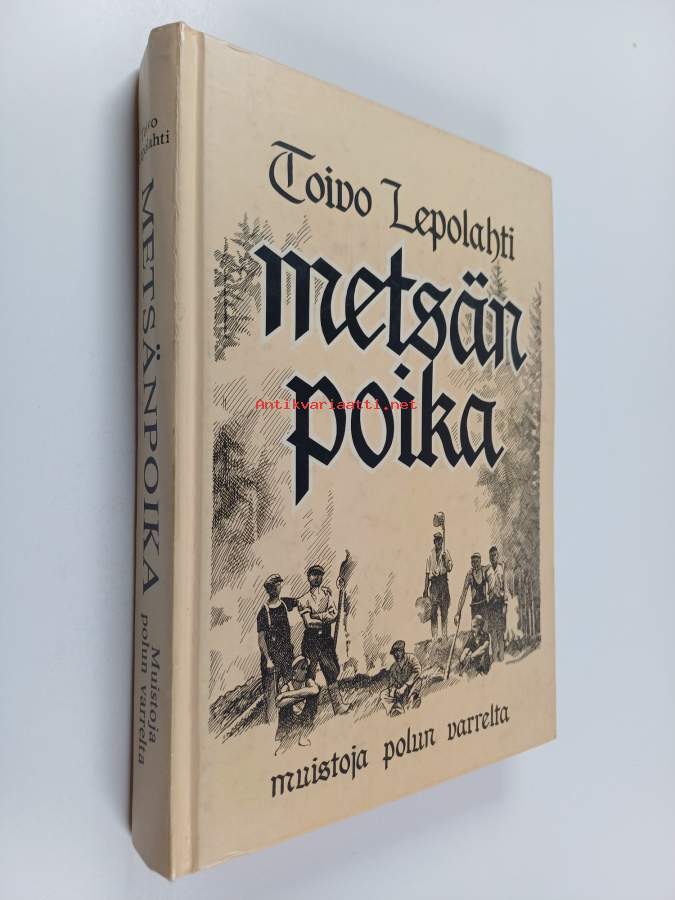 Toivo Lepolahti
metsän
poika
Antikvariaatti.net
muistoja polun varrelta
METSÄNPOIKA
Muistoja
polun varrelta